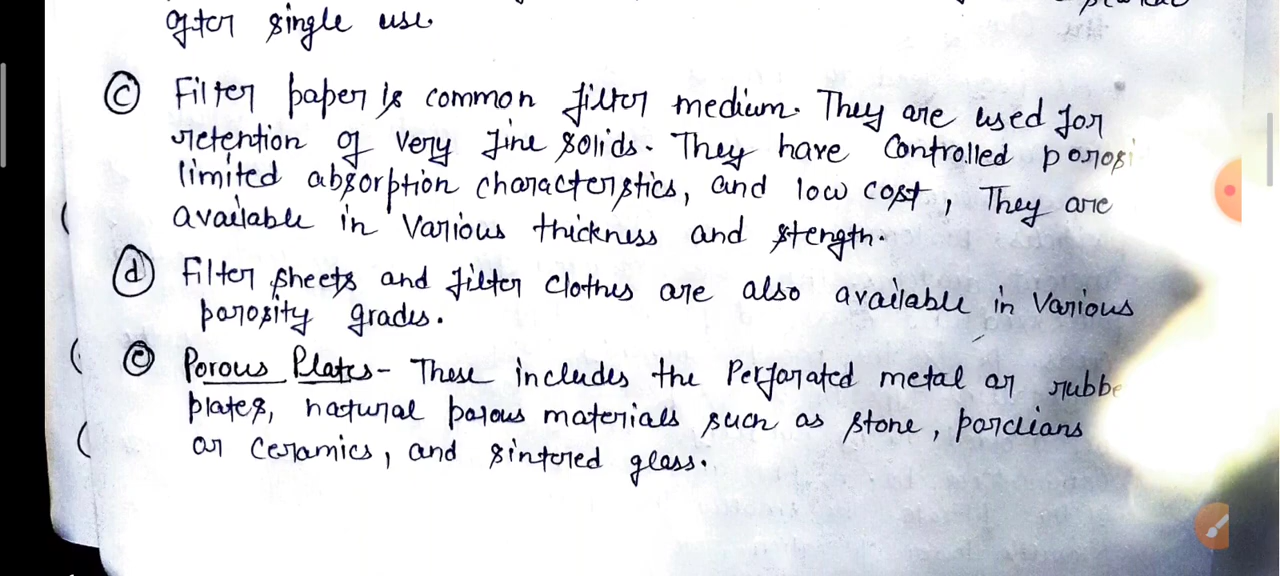 after single use.
© Filter paper is common filter medium. They are used for
retention of very fine solids. They have controlled porosi
limited absorption characterstics, and low cost, They are
available in various thickness and stength.
(d) Filter sheets and filter clothes are also available in various
porosity grades.
(e) Porous Plates- These includes the Perforated metal or rubbe
plates, natural porous materials such as stone, porclians
or ceramics, and sintered glass.